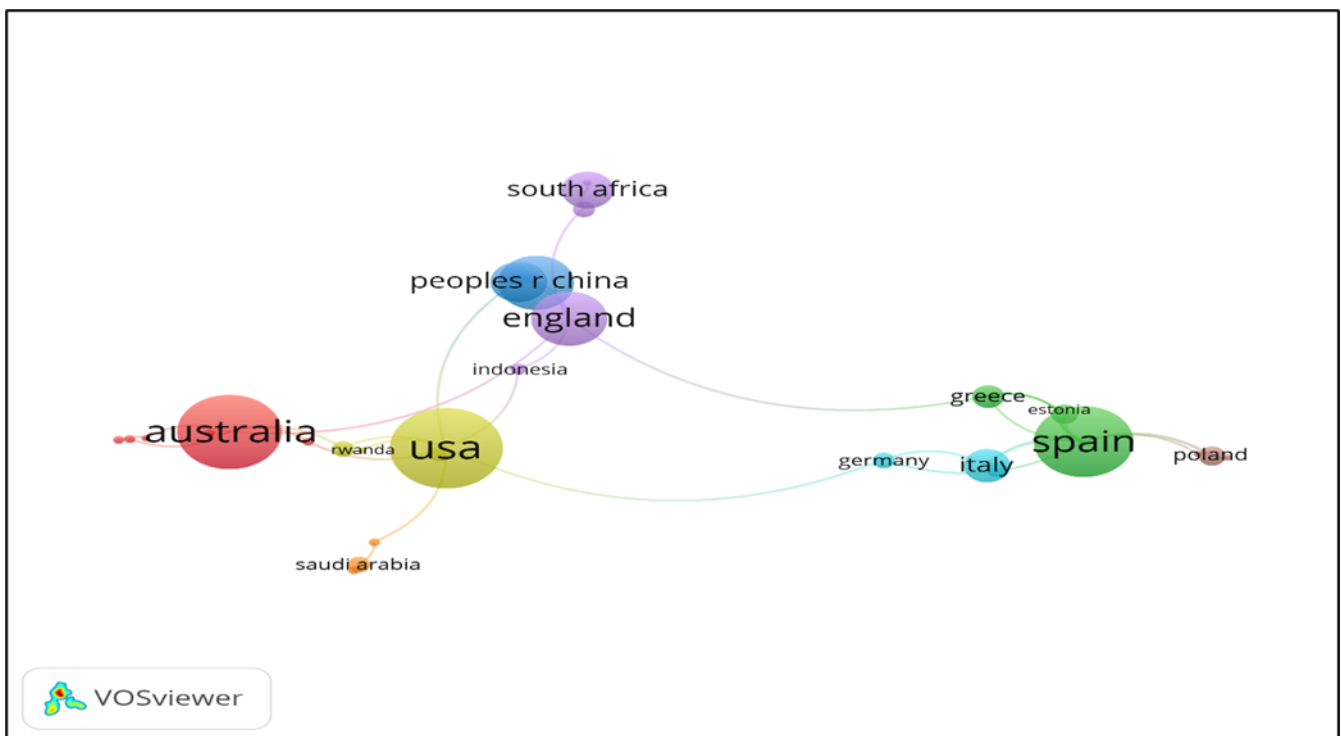 south africa
peoples r china
england
indonesia
greece
estonia
australia
rwanda
usa
spain
germany
italy
poland
saudi arabia
VOSviewer